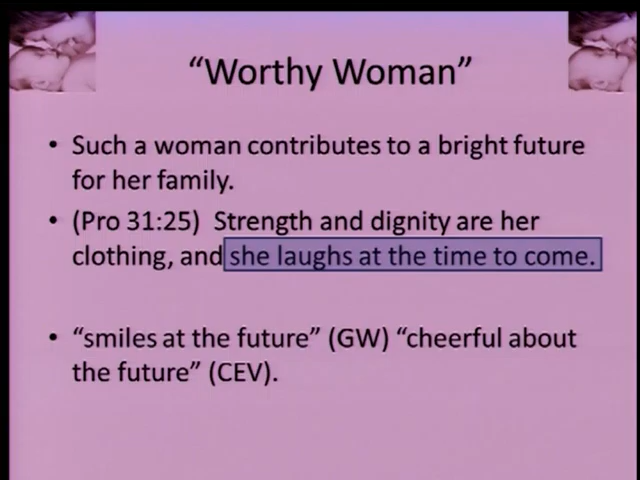 “Worthy Woman”
• Such a woman contributes to a bright future
for her family.
• (Pro 31:25)  Strength and dignity are her
clothing, and she laughs at the time to come.
• “smiles at the future” (GW) “cheerful about
the future” (CEV).